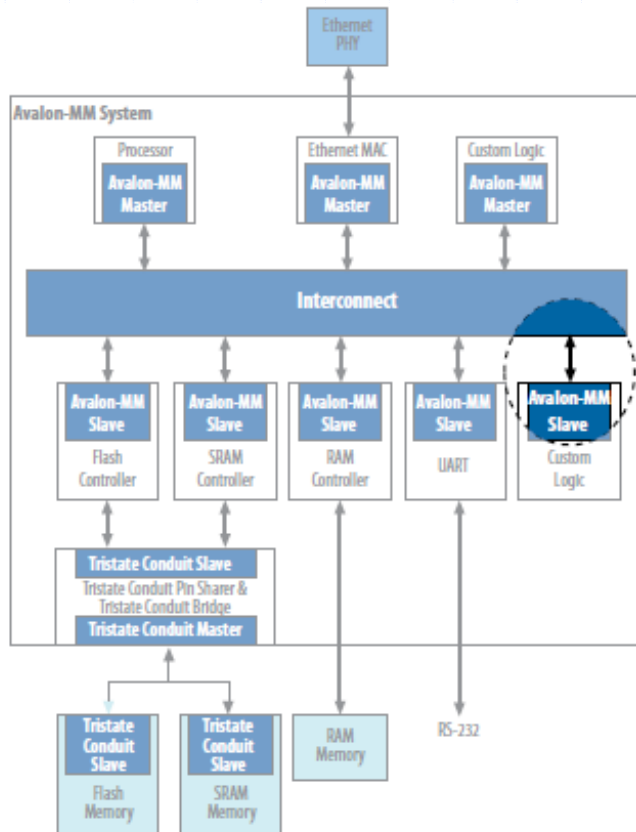 Ethernet
PHY
Avalon-MM System
Processor
Avalon-MM
Master
Ethernet MAC
Avalon-MM
Master
Custom Logic
Avalon-MM
Master
Interconnect
Avalon-MM
Slave
Flash
Controller
Avalon-MM
Slave
SRAM
Controller
Avalon-MM
Slave
RAM
Controller
Avalon-MM
Slave
UART
Avalon-MM
Slave
Custom
Logic
Tristate Conduit Slave
Tristate Conduit Pin Sharer &
Tristate Conduit Bridge
Tristate Conduit Master
Tristate
Conduit
Slave
Flash
Memory
Tristate
Conduit
Slave
SRAM
Memory
RAM
Memory
RS-232